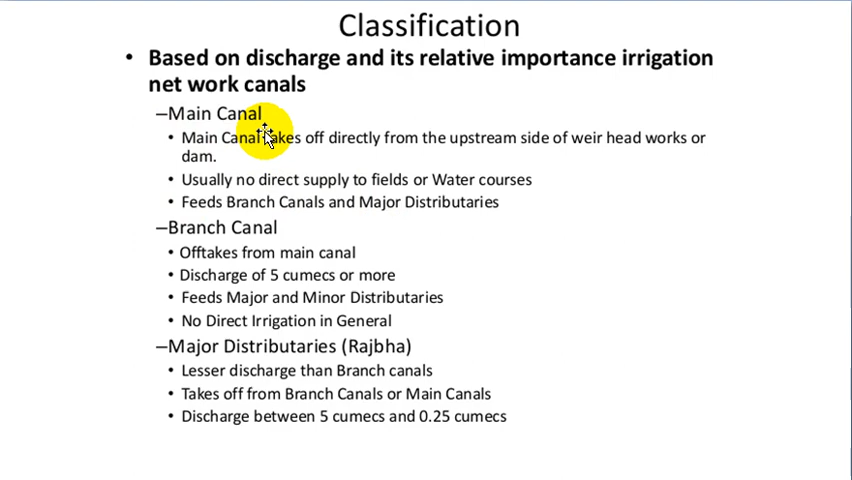 Classification
• Based on discharge and its relative importance irrigation
net work canals
–Main Canal
• Main Canal takes off directly from the upstream side of weir head works or
dam.
• Usually no direct supply to fields or Water courses
• Feeds Branch Canals and Major Distributaries
–Branch Canal
• Offtakes from main canal
• Discharge of 5 cumecs or more
• Feeds Major and Minor Distributaries
• No Direct Irrigation in General
–Major Distributaries (Rajbha)
• Lesser discharge than Branch canals
• Takes off from Branch Canals or Main Canals
• Discharge between 5 cumecs and 0.25 cumecs